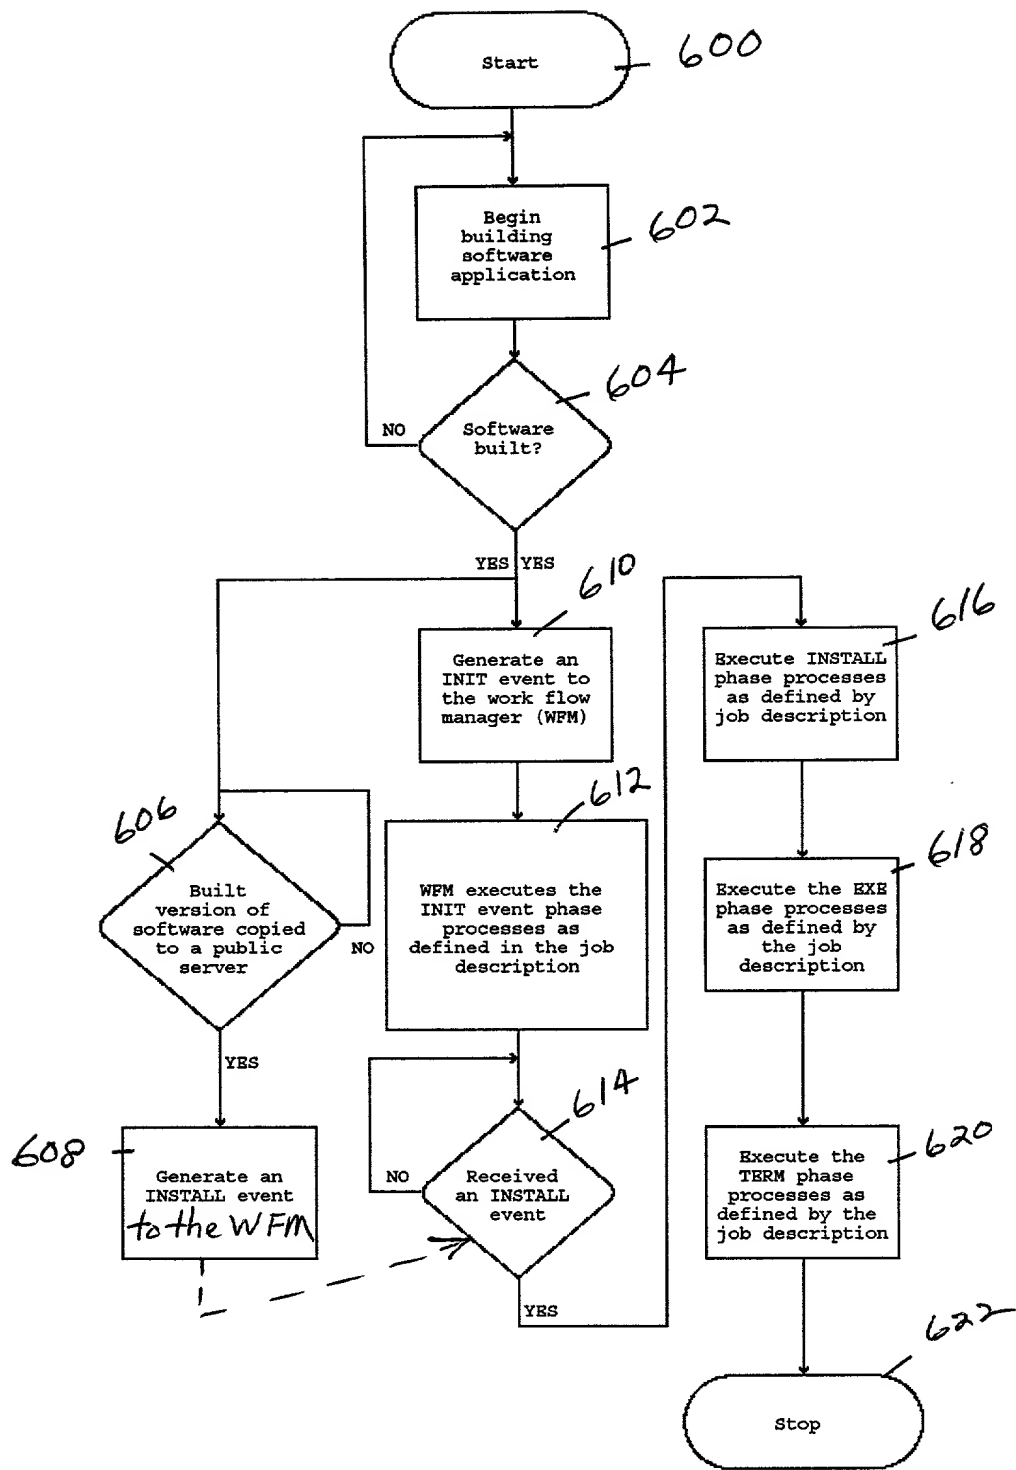 Start
600
Begin
building
software
application
602
604
Software
built?
NO
YES
YES
610
Generate an
INIT event to
the work flow
manager (WFM)
616
Execute INSTALL
phase processes
as defined by
job description
606
Built
version of
software copied
to a public
server
NO
YES
612
WFM executes the
INIT event phase
processes as
defined in the job
description
618
Execute the EXE
phase processes
as defined by
the job
description
608
Generate an
INSTALL event
to the WFM
614
Received
an INSTALL
event
NO
YES
620
Execute the
TERM phase
processes as
defined by the
job description
622
Stop